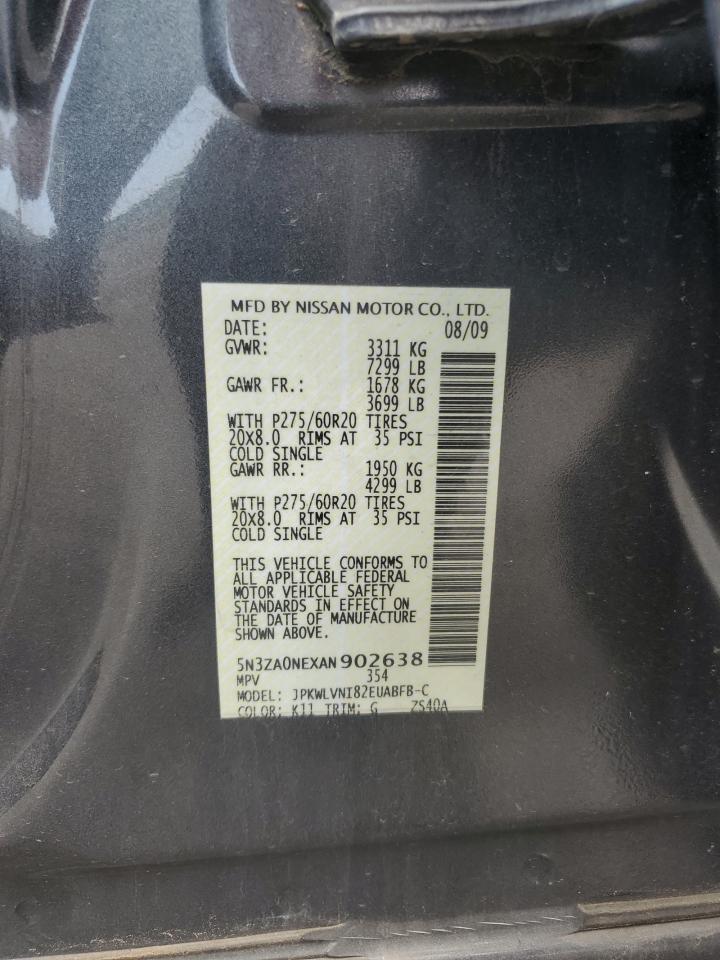 MFD BY NISSAN MOTOR CO., LTD.
DATE: 08/09
GVWR: 3311 KG
7299 LB
GAWR FR.: 1678 KG
3699 LB
WITH P275/60R20 TIRES
20X8.0 RIMS AT 35 PSI
COLD SINGLE
GAWR RR.: 1950 KG
4299 LB
WITH P275/60R20 TIRES
20X8.0 RIMS AT 35 PSI
COLD SINGLE
THIS VEHICLE CONFORMS TO
ALL APPLICABLE FEDERAL
MOTOR VEHICLE SAFETY
STANDARDS IN EFFECT ON
THE DATE OF MANUFACTURE
SHOWN ABOVE.
5N3ZA0NEXAN902638
MPV 354
MODEL: JPKWLVNI82EUABFB-C
COLOR: K11 TRIM: G ZS40A